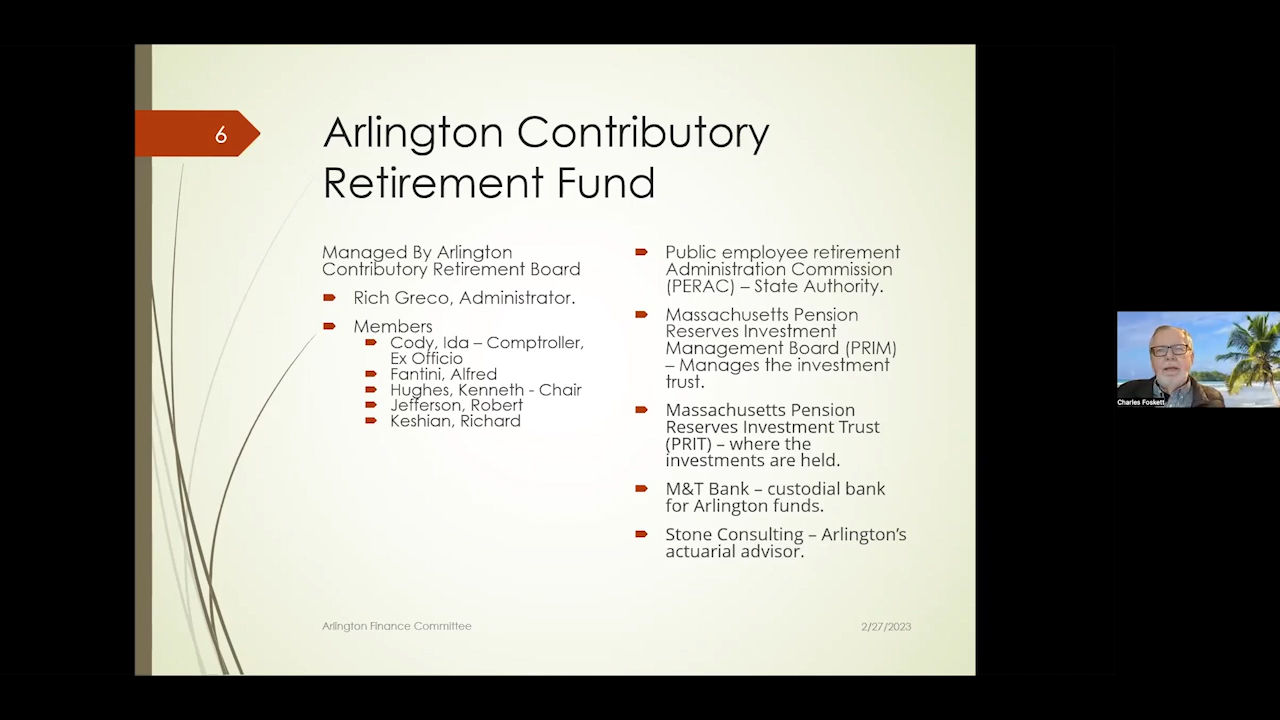 6
Arlington Contributory
Retirement Fund
Managed By Arlington
Contributory Retirement Board
Rich Greco, Administrator.
Members
Cody, Ida – Comptroller,
Ex Officio
Fantini, Alfred
Hughes, Kenneth - Chair
Jefferson, Robert
Keshian, Richard
Public employee retirement
Administration Commission
(PERAC) – State Authority.
Massachusetts Pension
Reserves Investment
Management Board (PRIM)
– Manages the investment
trust.
Massachusetts Pension
Reserves Investment Trust
(PRIT) – where the
investments are held.
M&T Bank – custodial bank
for Arlington funds.
Stone Consulting – Arlington’s
actuarial advisor.
Arlington Finance Committee
2/27/2023
Charles Foskett